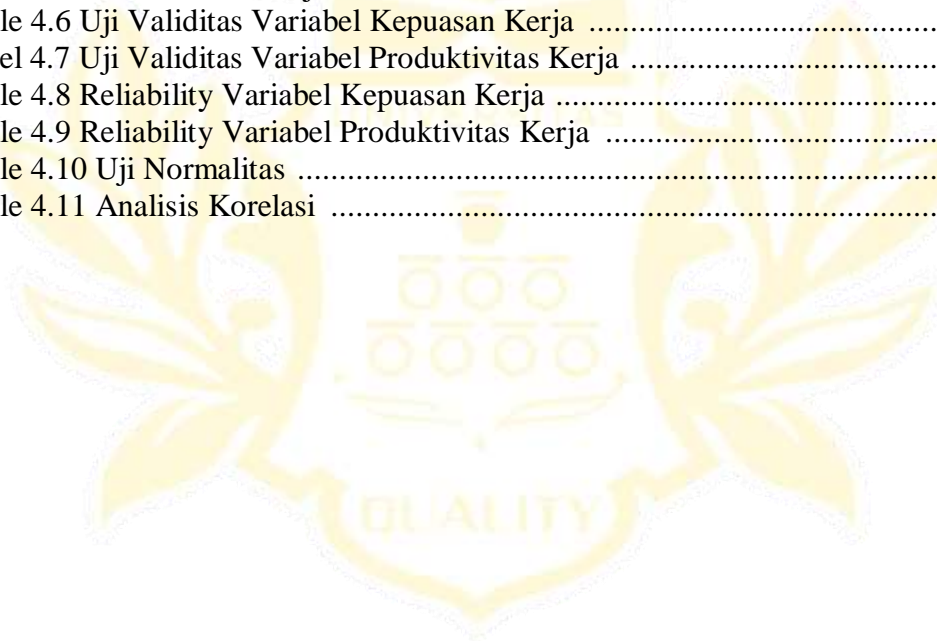 le 4.6 Uji Validitas Variabel Kepuasan Kerja ....................................
el 4.7 Uji Validitas Variabel Produktivitas Kerja ................................
le 4.8 Reliability Variabel Kepuasan Kerja ........................................
le 4.9 Reliability Variabel Produktivitas Kerja ..................................
le 4.10 Uji Normalitas ..................................................................
le 4.11 Analisis Korelasi ..............................................................
QUALITY